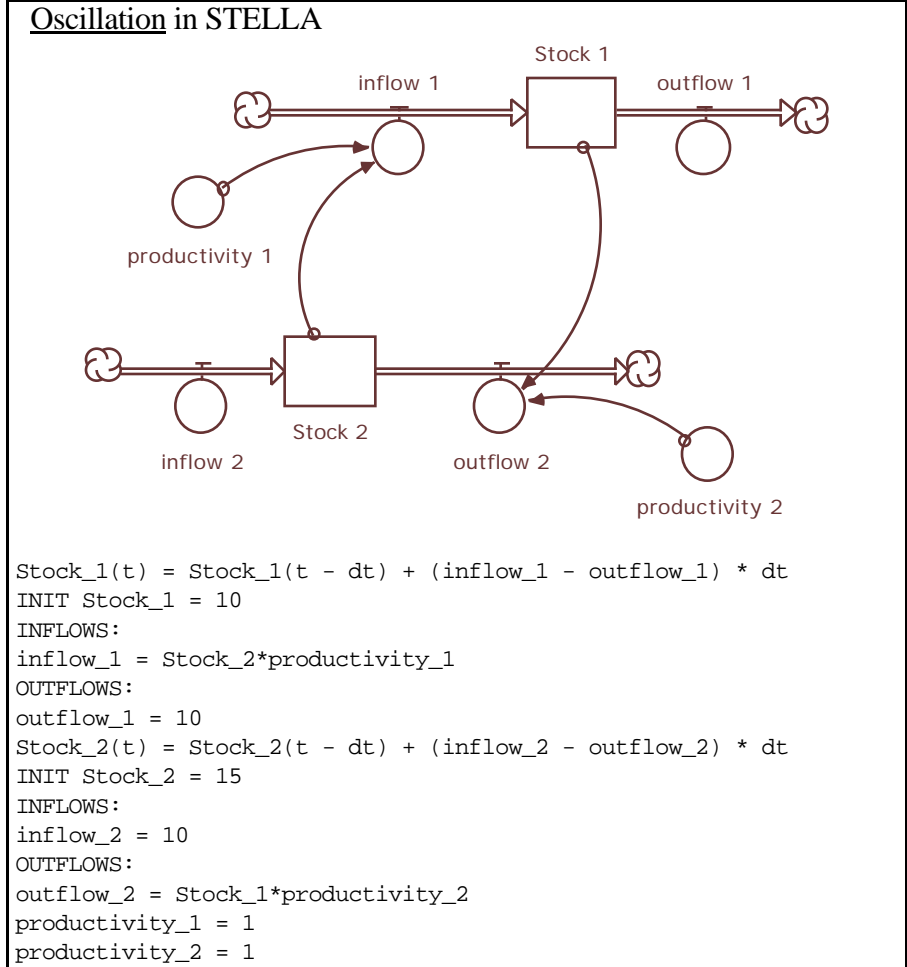 Oscillation in STELLA
Stock 1
inflow 1
outflow 1
productivity 1
Stock 2
inflow 2
outflow 2
productivity 2
Stock_1(t) = Stock_1(t - dt) + (inflow_1 - outflow_1) * dt
INIT Stock_1 = 10
INFLOWS:
inflow_1 = Stock_2*productivity_1
OUTFLOWS:
outflow_1 = 10
Stock_2(t) = Stock_2(t - dt) + (inflow_2 - outflow_2) * dt
INIT Stock_2 = 15
INFLOWS:
inflow_2 = 10
OUTFLOWS:
outflow_2 = Stock_1*productivity_2
productivity_1 = 1
productivity_2 = 1